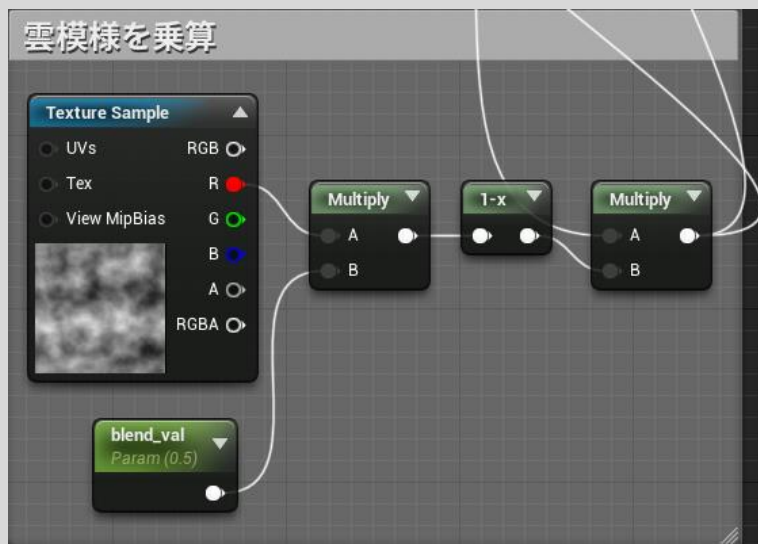 雲模様を乗算
Texture Sample
UVs RGB
Tex R
View MipBias G
B
A
RGBA
Multiply
A
B
1-x
Multiply
A
B
blend_val
Param (0.5)